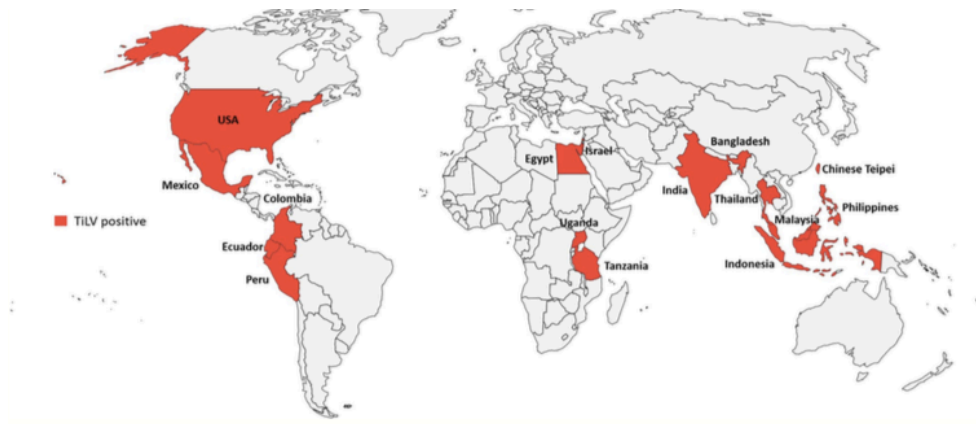 USA
Mexico
Colombia
Ecuador
Peru
TiLV positive
Egypt
Israel
Uganda
Tanzania
Bangladesh
India
Thailand
Chinese Teipei
Philippines
Malaysia
Indonesia